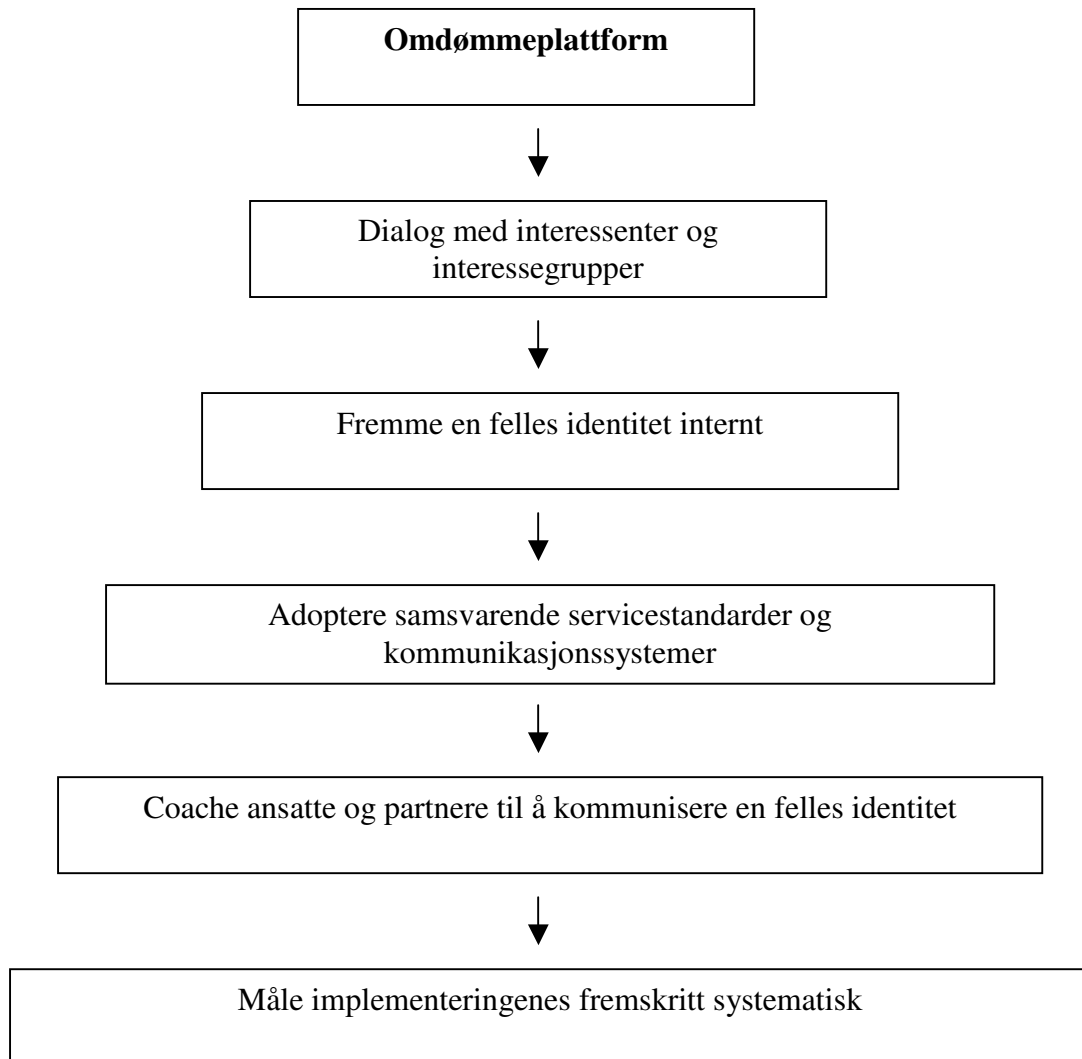 Omdømmeplattform
Dialog med interessenter og
interessegrupper
Fremme en felles identitet internt
Adoptere samsvarende servicestandarder og
kommunikasjonssystemer
Coache ansatte og partnere til å kommunisere en felles identitet
Måle implementeringenes fremskritt systematisk